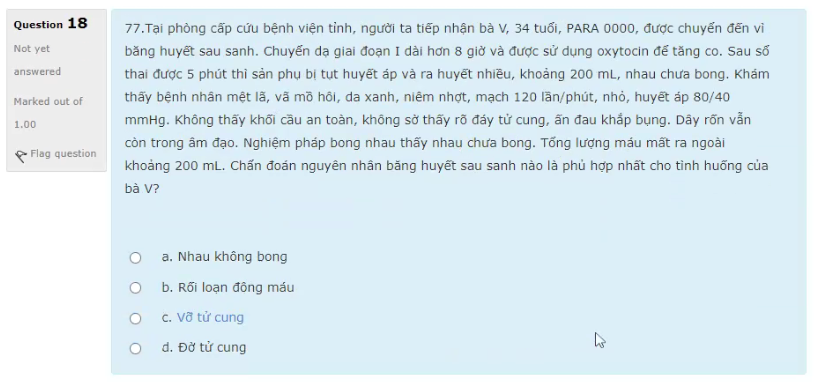 Question 18
Not yet
answered
Marked out of
1.00
Flag question
77.Tại phòng cấp cứu bệnh viện tỉnh, người ta tiếp nhận bà V, 34 tuổi, PARA 0000, được chuyển đến vì
băng huyết sau sanh. Chuyển dạ giai đoạn I dài hơn 8 giờ và được sử dụng oxytocin để tăng co. Sau sổ
thai được 5 phút thì sản phụ bị tụt huyết áp và ra huyết nhiều, khoảng 200 mL, nhau chưa bong. Khám
thấy bệnh nhân mệt lã, vã mồ hôi, da xanh, niêm nhợt, mạch 120 lần/phút, nhỏ, huyết áp 80/40
mmHg. Không thấy khối cầu an toàn, không sờ thấy rõ đáy tử cung, ấn đau khắp bụng. Dây rốn vẫn
còn trong âm đạo. Nghiệm pháp bong nhau thấy nhau chưa bong. Tổng lượng máu mất ra ngoài
khoảng 200 mL. Chẩn đoán nguyên nhân băng huyết sau sanh nào là phù hợp nhất cho tình huống của
bà V?
a. Nhau không bong
b. Rối loạn đông máu
c. Vỡ tử cung
d. Đờ tử cung